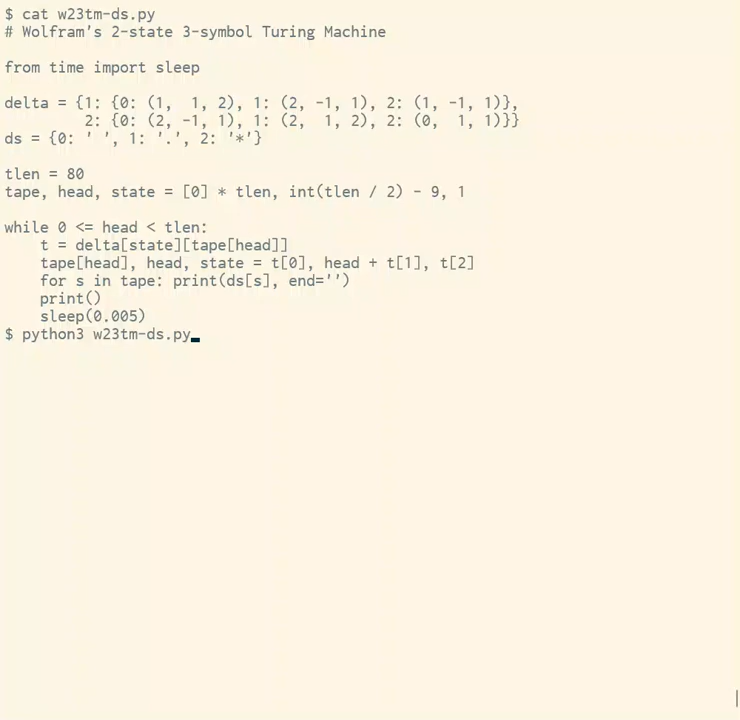 $ cat w23tm-ds.py
# Wolfram's 2-state 3-symbol Turing Machine
from time import sleep
delta = {1: {0: (1,  1, 2), 1: (2, -1, 1), 2: (1, -1, 1)},
         2: {0: (2, -1, 1), 1: (2,  1, 2), 2: (0,  1, 1)}}
ds = {0: ' ', 1: '.', 2: '*'}
tlen = 80
tape, head, state = [0] * tlen, int(tlen / 2) - 9, 1
while 0 <= head < tlen:
    t = delta[state][tape[head]]
    tape[head], head, state = t[0], head + t[1], t[2]
    for s in tape: print(ds[s], end='')
    print()
    sleep(0.005)
$ python3 w23tm-ds.py